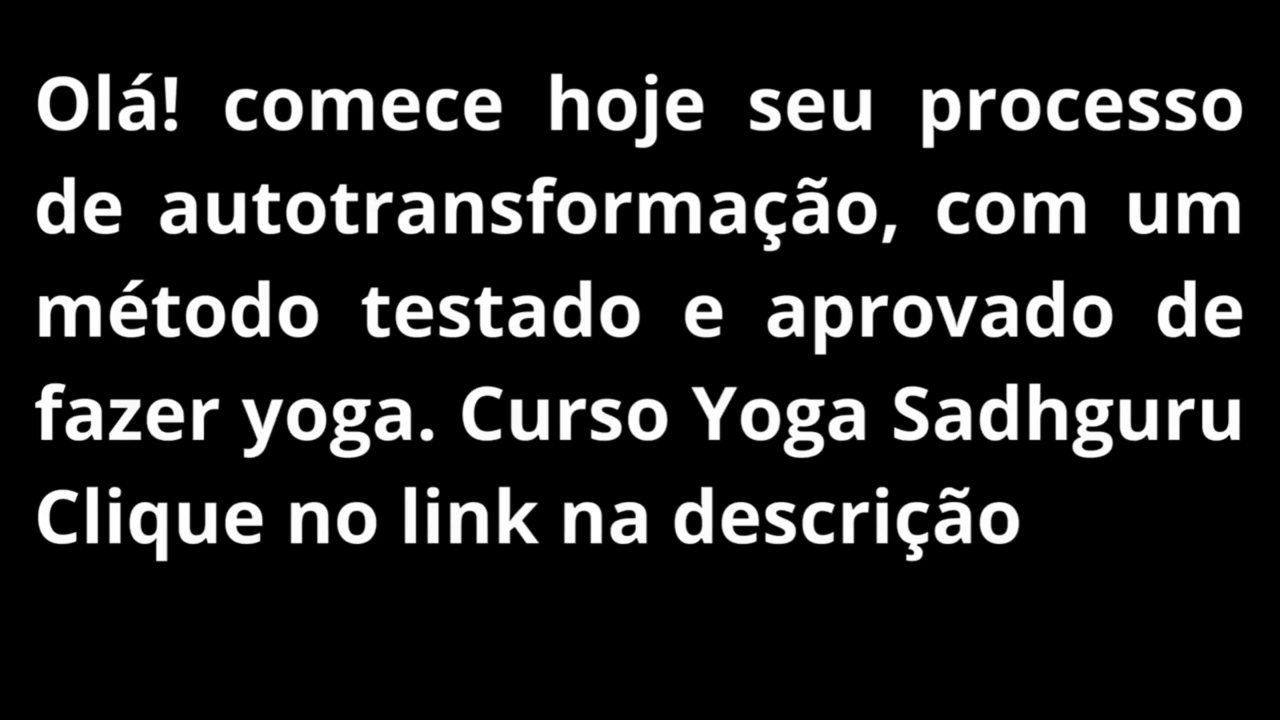 Olá! comece hoje seu processo
de autotransformação, com um
método testado e aprovado de
fazer yoga. Curso Yoga Sadhguru
Clique no link na descrição